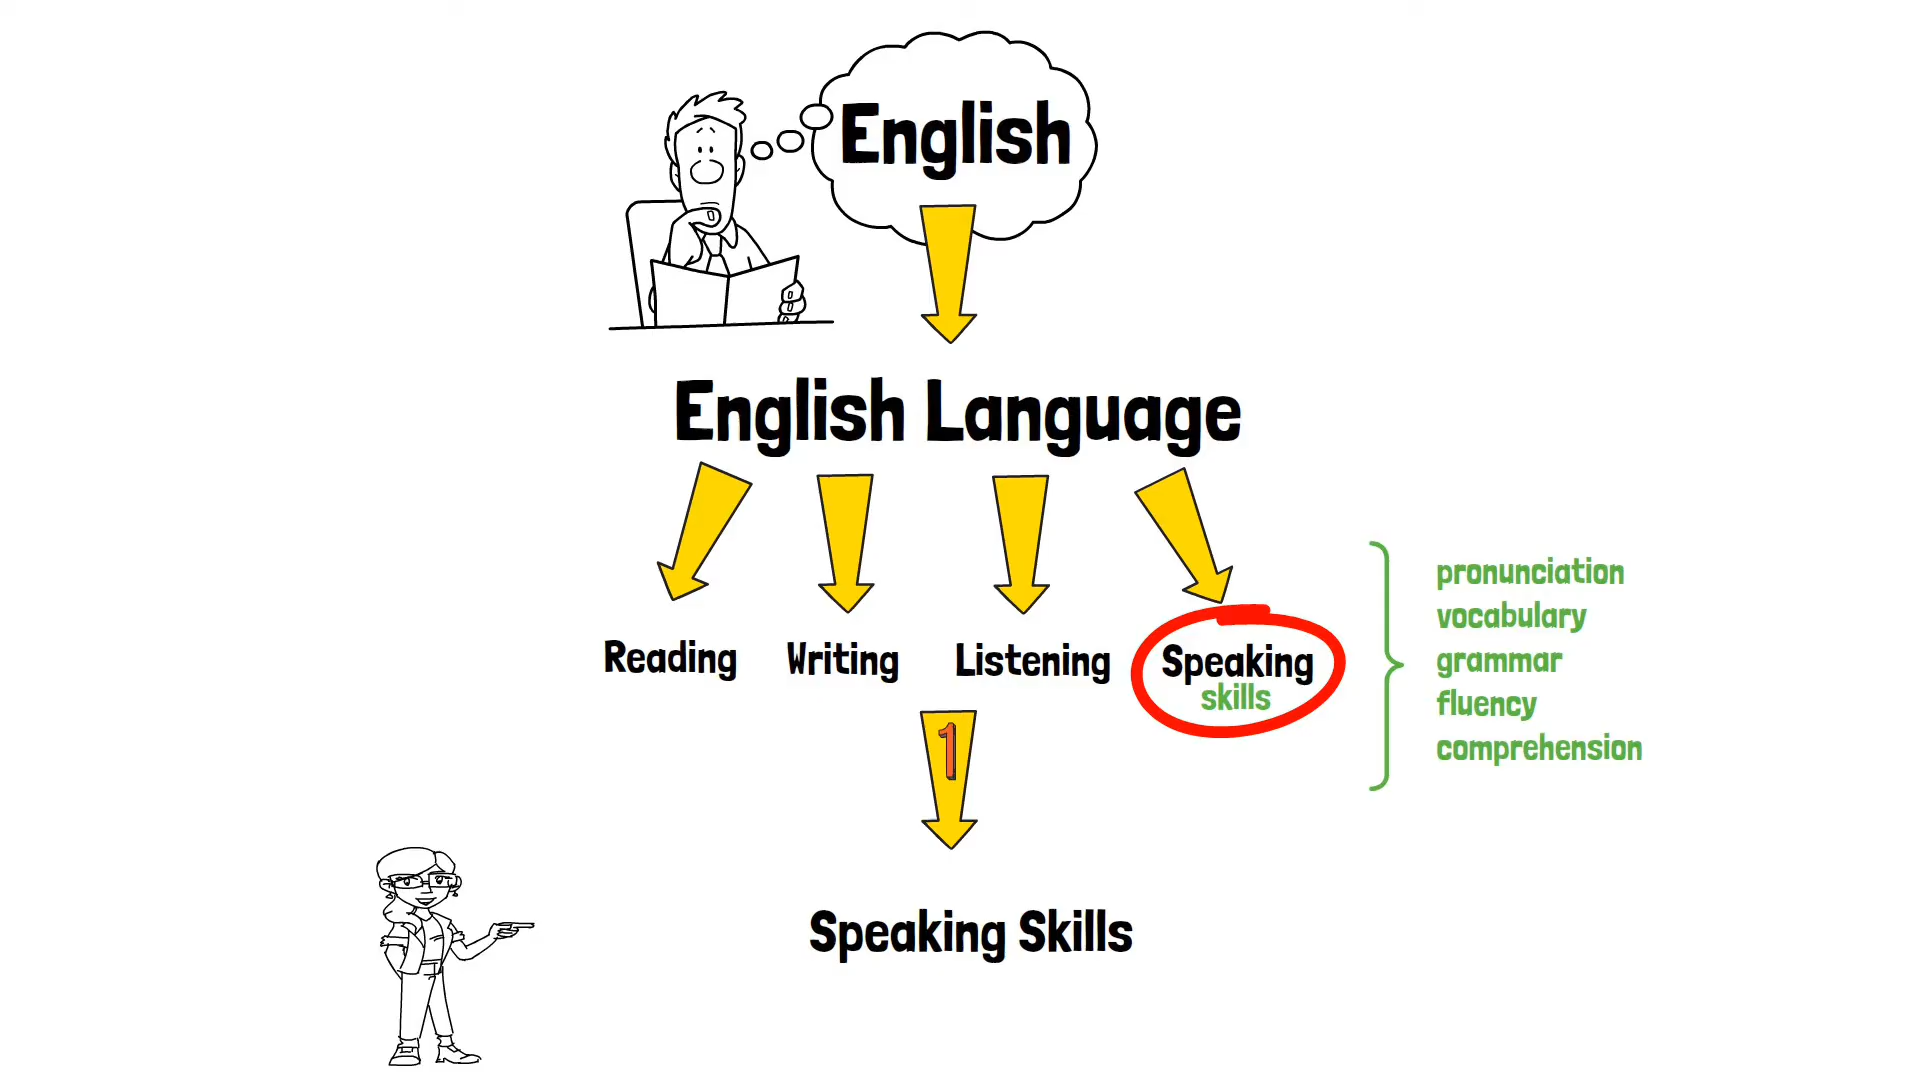 English
English Language
Reading
Writing
Listening
Speaking
skills
pronunciation
vocabulary
grammar
fluency
comprehension
1
Speaking Skills